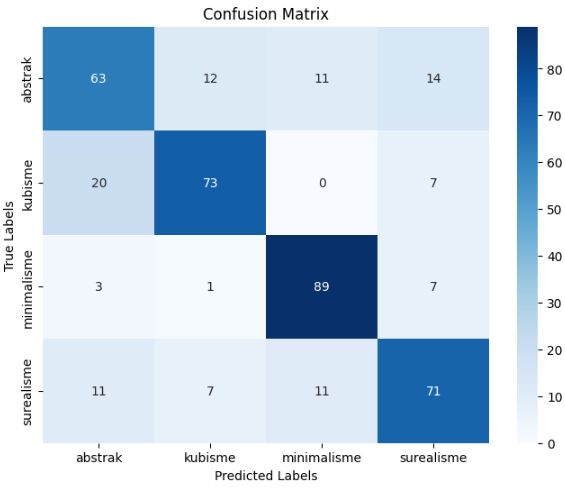 Confusion Matrix
True Labels
abstrak
63 12 11 14
kubisme
20 73 0 7
minimalisme
3 1 89 7
surealisme
11 7 11 71
abstrak kubisme minimalisme surealisme
Predicted Labels
80
70
60
50
40
30
20
10
0